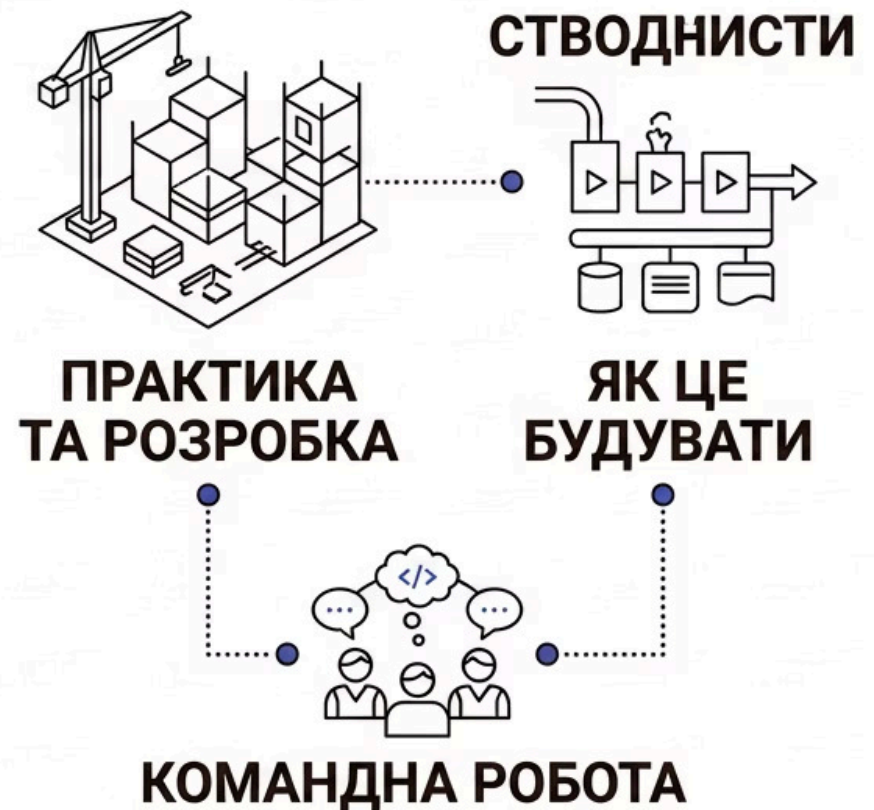 СТВОДНИСТИ
ПРАКТИКА
ТА РОЗРОБКА
ЯК ЦЕ
БУДУВАТИ
</>
КОМАНДНА РОБОТА